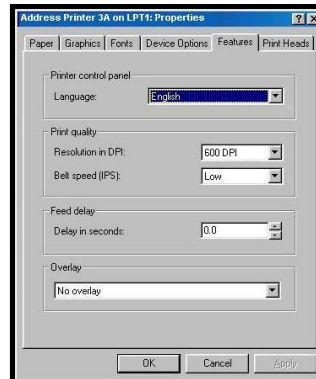 Address Printer 3A on LPT1: Properties
Paper Graphics Fonts Device Options Features Print Heads
Printer control panel
Language: English
Print quality
Resolution in DPI: 600 DPI
Belt speed (IPS): Low
Feed delay
Delay in seconds: 0.0
Overlay
No overlay
OK Cancel Apply